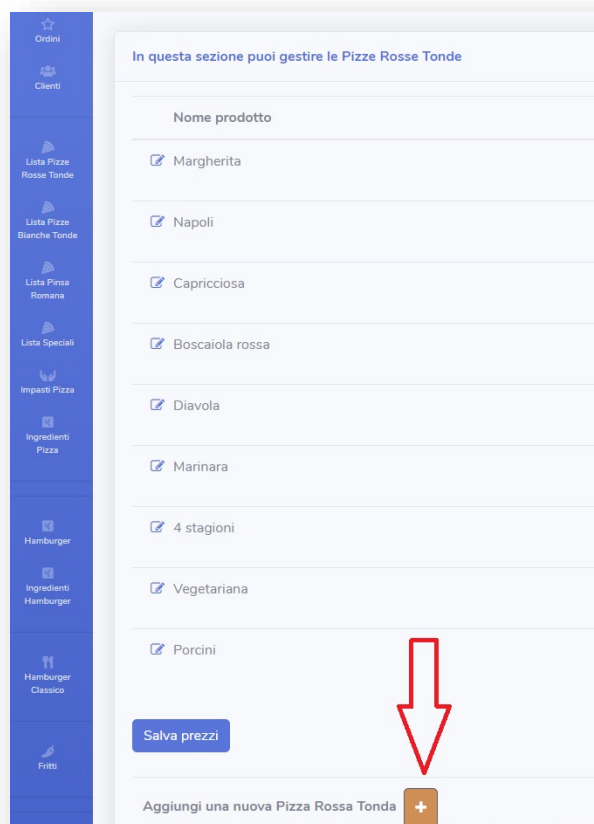 Ordini
Clienti
Lista Pizze
Rosse Tonde
Lista Pizze
Bianche Tonde
Lista Pinsa
Romana
Lista Speciali
Impasti Pizza
Ingredienti
Pizza
Hamburger
Ingredienti
Hamburger
Hamburger
Classico
Fritti
In questa sezione puoi gestire le Pizze Rosse Tonde
Nome prodotto
Margherita
Napoli
Capricciosa
Boscaiola rossa
Diavola
Marinara
4 stagioni
Vegetariana
Porcini
Salva prezzi
Aggiungi una nuova Pizza Rossa Tonda +